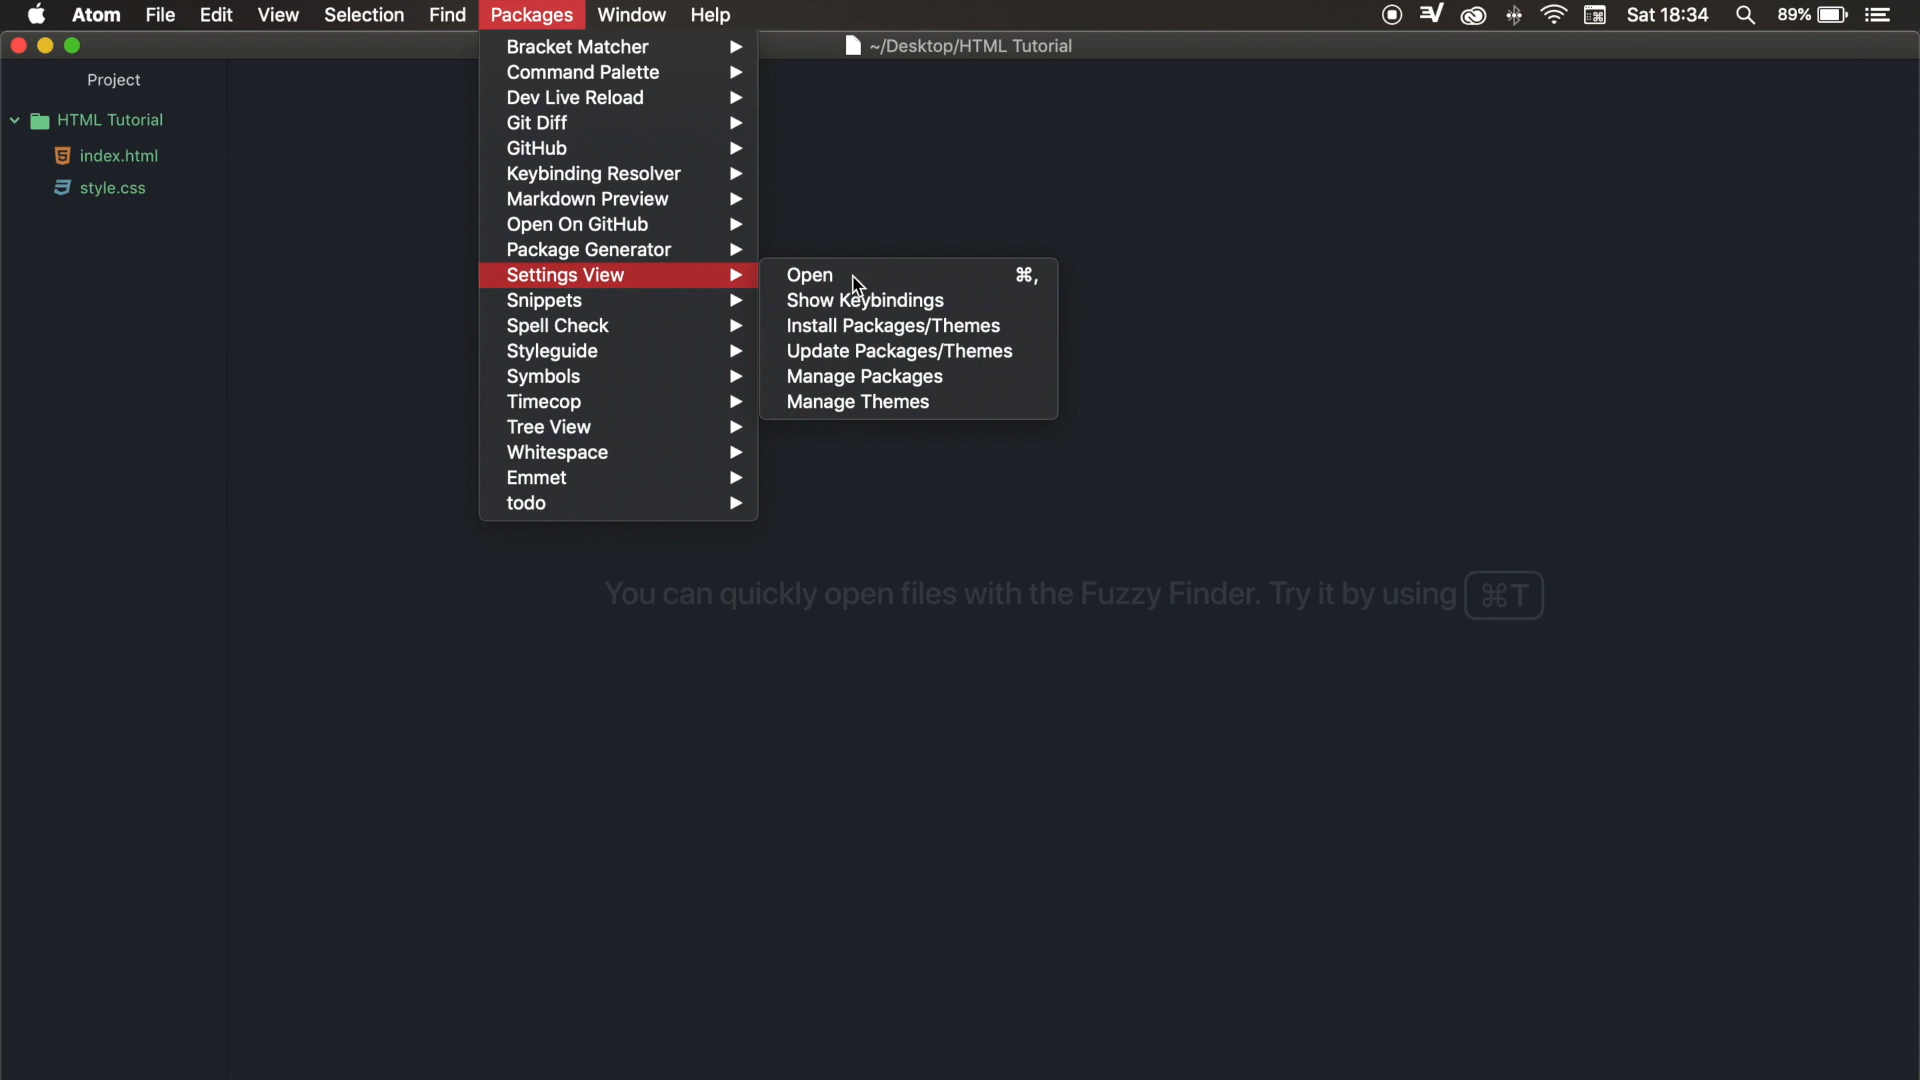 Atom File Edit View Selection Find Packages Window Help Sat 18:34 89%
~/Desktop/HTML Tutorial
Project
HTML Tutorial
index.html
style.css
Bracket Matcher
Command Palette
Dev Live Reload
Git Diff
GitHub
Keybinding Resolver
Markdown Preview
Open On GitHub
Package Generator
Settings View
Snippets
Spell Check
Styleguide
Symbols
Timecop
Tree View
Whitespace
Emmet
todo
Open ⌘,
Show Keybindings
Install Packages/Themes
Update Packages/Themes
Manage Packages
Manage Themes
You can quickly open files with the Fuzzy Finder. Try it by using ⌘T